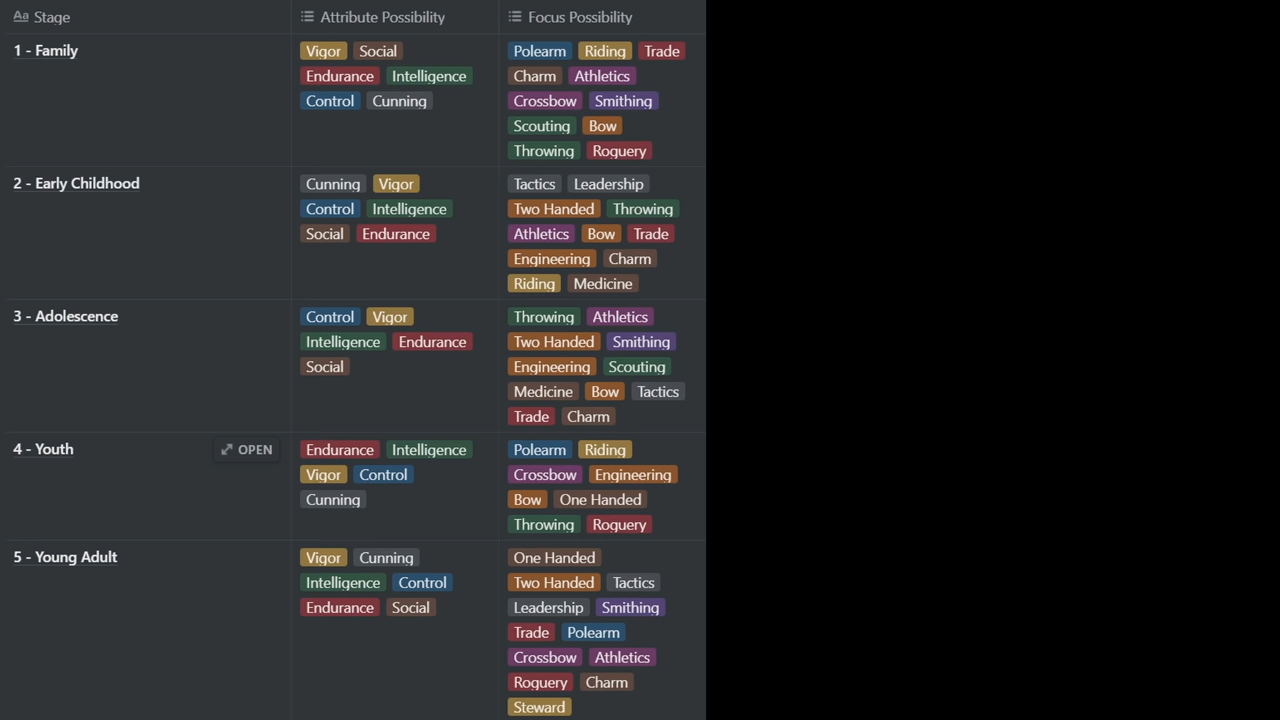 Aa Stage Attribute Possibility Focus Possibility
1 - Family
Vigor Social
Endurance Intelligence
Control Cunning
Polearm Riding Trade
Charm Athletics
Crossbow Smithing
Scouting Bow
Throwing Roguery
2 - Early Childhood
Cunning Vigor
Control Intelligence
Social Endurance
Tactics Leadership
Two Handed Throwing
Athletics Bow Trade
Engineering Charm
Riding Medicine
3 - Adolescence
Control Vigor
Intelligence Endurance
Social
Throwing Athletics
Two Handed Smithing
Engineering Scouting
Medicine Bow Tactics
Trade Charm
4 - Youth OPEN
Endurance Intelligence
Vigor Control
Cunning
Polearm Riding
Crossbow Engineering
Bow One Handed
Throwing Roguery
5 - Young Adult
Vigor Cunning
Intelligence Control
Endurance Social
One Handed
Two Handed Tactics
Leadership Smithing
Trade Polearm
Crossbow Athletics
Roguery Charm
Steward